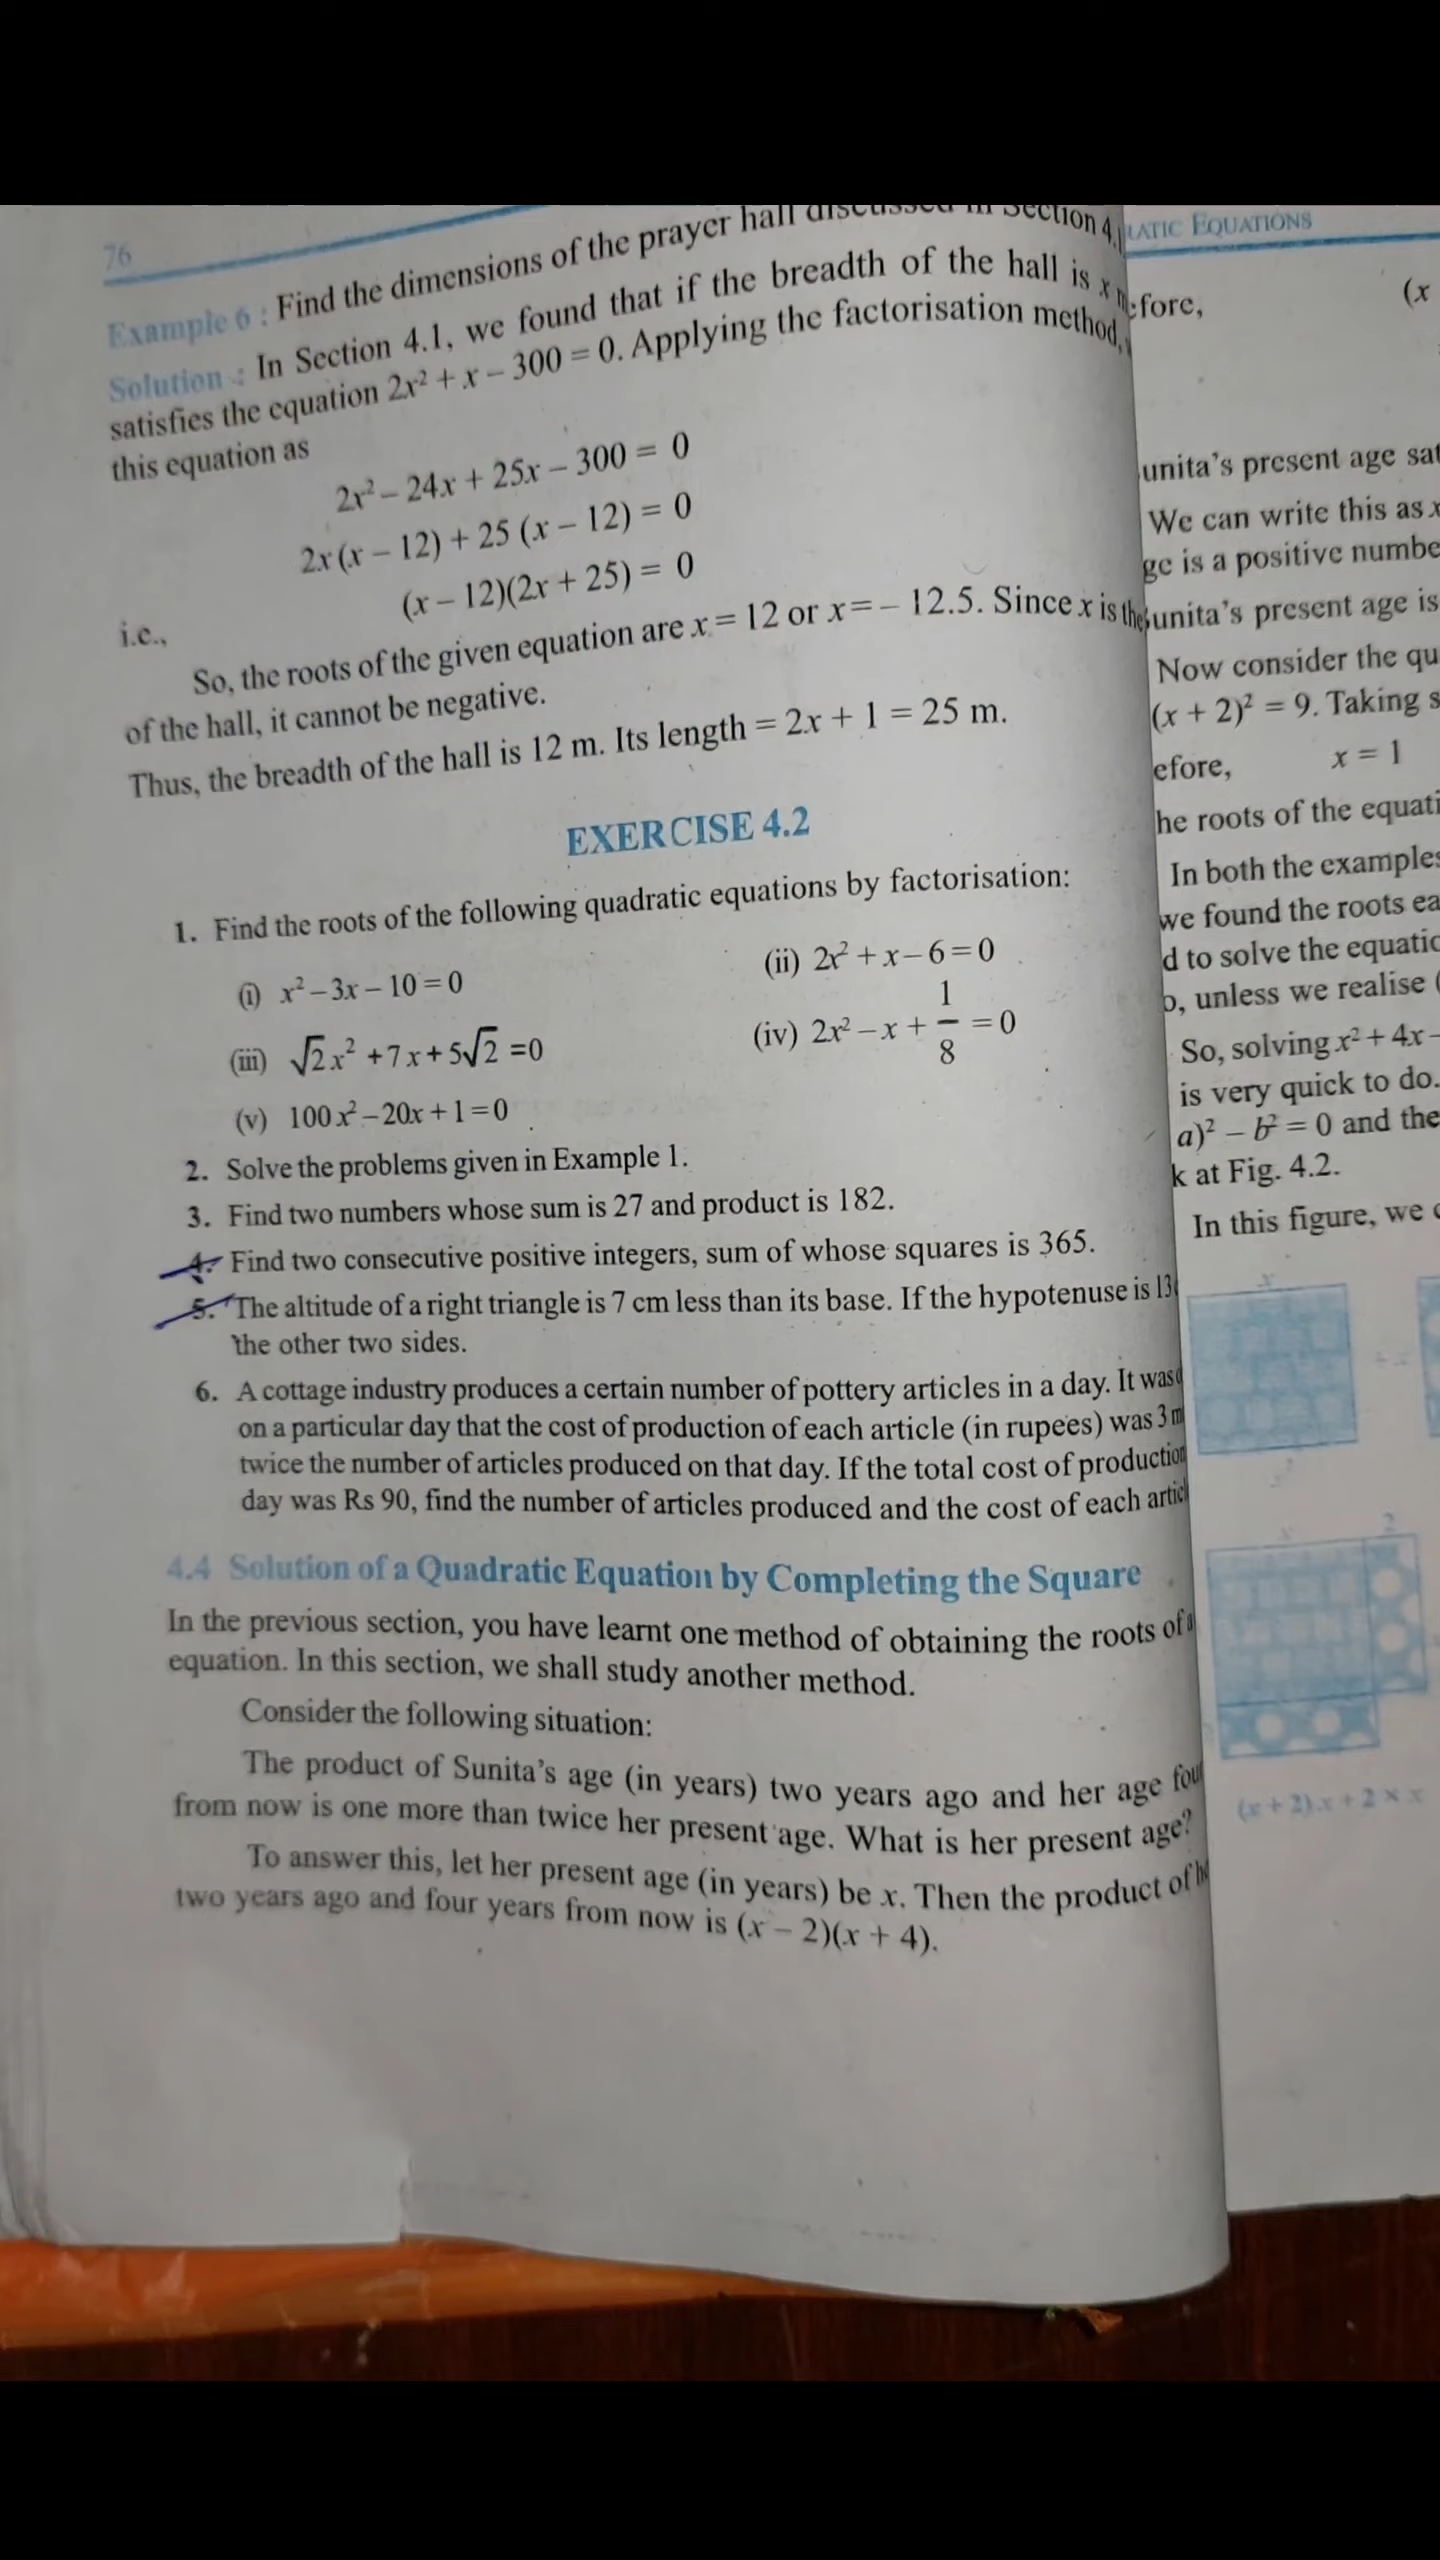 76
Example 6 : Find the dimensions of the prayer hall discussed in Section 4.1
Solution : In Section 4.1, we found that if the breadth of the hall is x m
satisfies the equation 2x² + x – 300 = 0. Applying the factorisation method,
this equation as
2x² – 24x + 25x – 300 = 0
2x (x – 12) + 25 (x – 12) = 0
i.e., (x – 12)(2x + 25) = 0
So, the roots of the given equation are x = 12 or x = – 12.5. Since x is the
of the hall, it cannot be negative.
Thus, the breadth of the hall is 12 m. Its length = 2x + 1 = 25 m.
EXERCISE 4.2
1. Find the roots of the following quadratic equations by factorisation:
(i) x² – 3x – 10 = 0 (ii) 2x² + x – 6 = 0
(iii) √2 x² + 7x + 5√2 = 0 (iv) 2x² – x + 1/8 = 0
(v) 100 x² – 20x + 1 = 0
2. Solve the problems given in Example 1.
3. Find two numbers whose sum is 27 and product is 182.
4. Find two consecutive positive integers, sum of whose squares is 365.
5. The altitude of a right triangle is 7 cm less than its base. If the hypotenuse is 13
the other two sides.
6. A cottage industry produces a certain number of pottery articles in a day. It was
on a particular day that the cost of production of each article (in rupees) was 3
twice the number of articles produced on that day. If the total cost of production
day was Rs 90, find the number of articles produced and the cost of each
4.4 Solution of a Quadratic Equation by Completing the Square
In the previous section, you have learnt one method of obtaining the roots of
equation. In this section, we shall study another method.
Consider the following situation:
The product of Sunita's age (in years) two years ago and her age
from now is one more than twice her present age. What is her present age?
To answer this, let her present age (in years) be x. Then the product of
two years ago and four years from now is (x – 2)(x + 4).
EQUATIONS
efore, (x
unita's present age
We can write this as x
is a positive
unita's present age is
Now consider the
(x + 2)² = 9. Taking
efore, x = 1
he roots of the
In both the examples
we found the roots
d to solve the
unless we realise
So, solving x² + 4x –
is very quick to do.
a)² – b² = 0 and the
k at Fig. 4.2.
In this figure, we
x
x
2
(x + 2) x + 2 × x